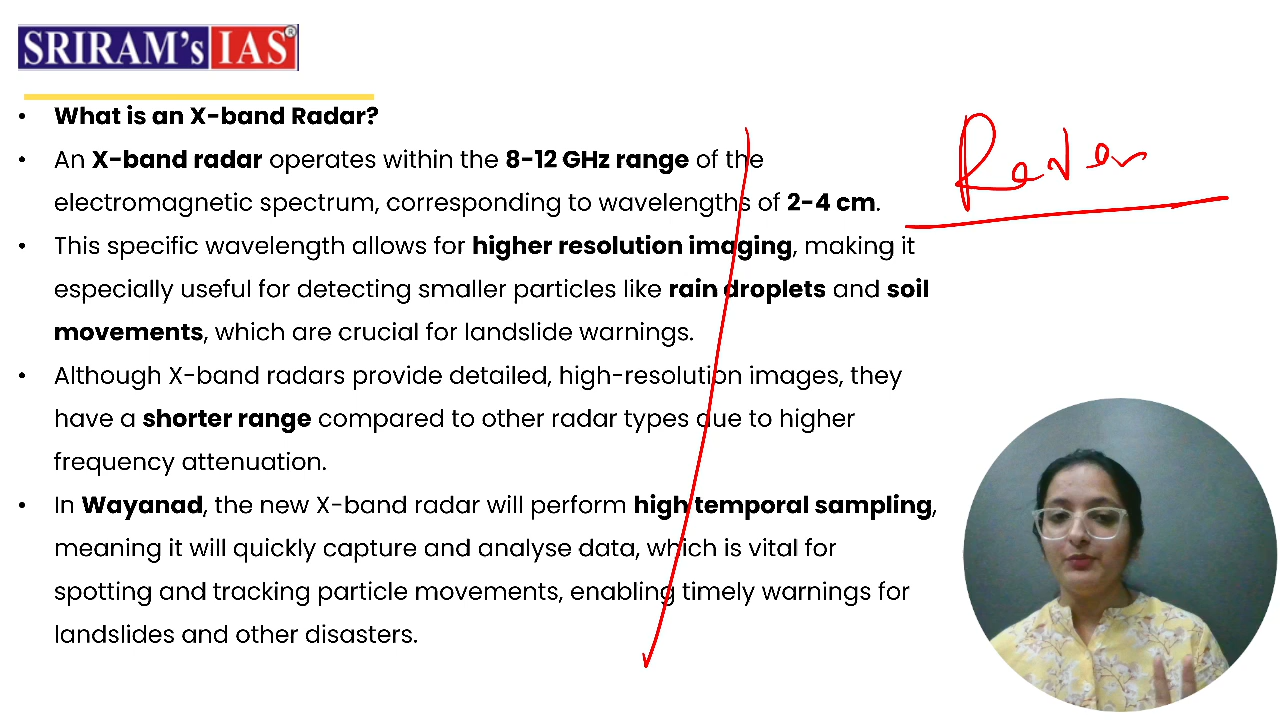 SRIRAM's IAS®
• What is an X-band Radar?
• An X-band radar operates within the 8-12 GHz range of the
electromagnetic spectrum, corresponding to wavelengths of 2-4 cm.
• This specific wavelength allows for higher resolution imaging, making it
especially useful for detecting smaller particles like rain droplets and soil
movements, which are crucial for landslide warnings.
• Although X-band radars provide detailed, high-resolution images, they
have a shorter range compared to other radar types due to higher
frequency attenuation.
• In Wayanad, the new X-band radar will perform high temporal sampling,
meaning it will quickly capture and analyse data, which is vital for
spotting and tracking particle movements, enabling timely warnings for
landslides and other disasters.
Radar